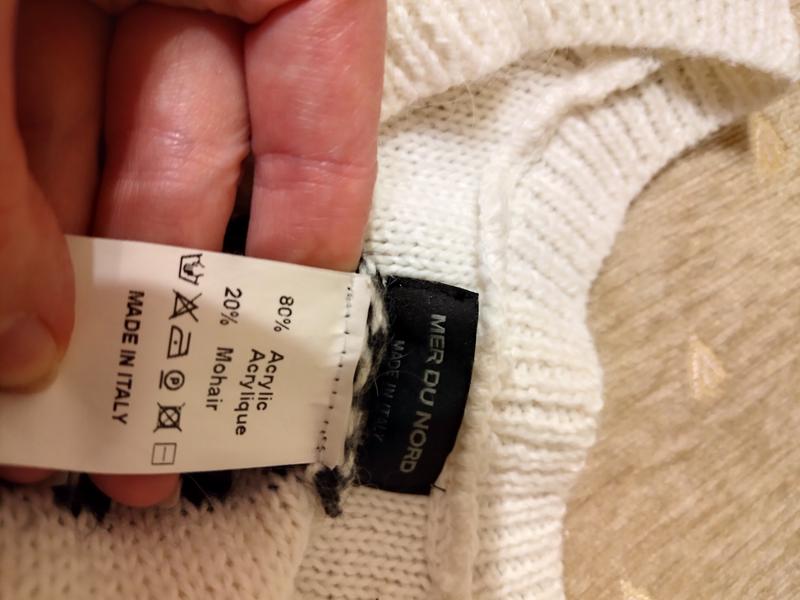 80% Acrylic
Acrylique
20% Mohair
MADE IN ITALY
MER DU NORD
MADE IN ITALY